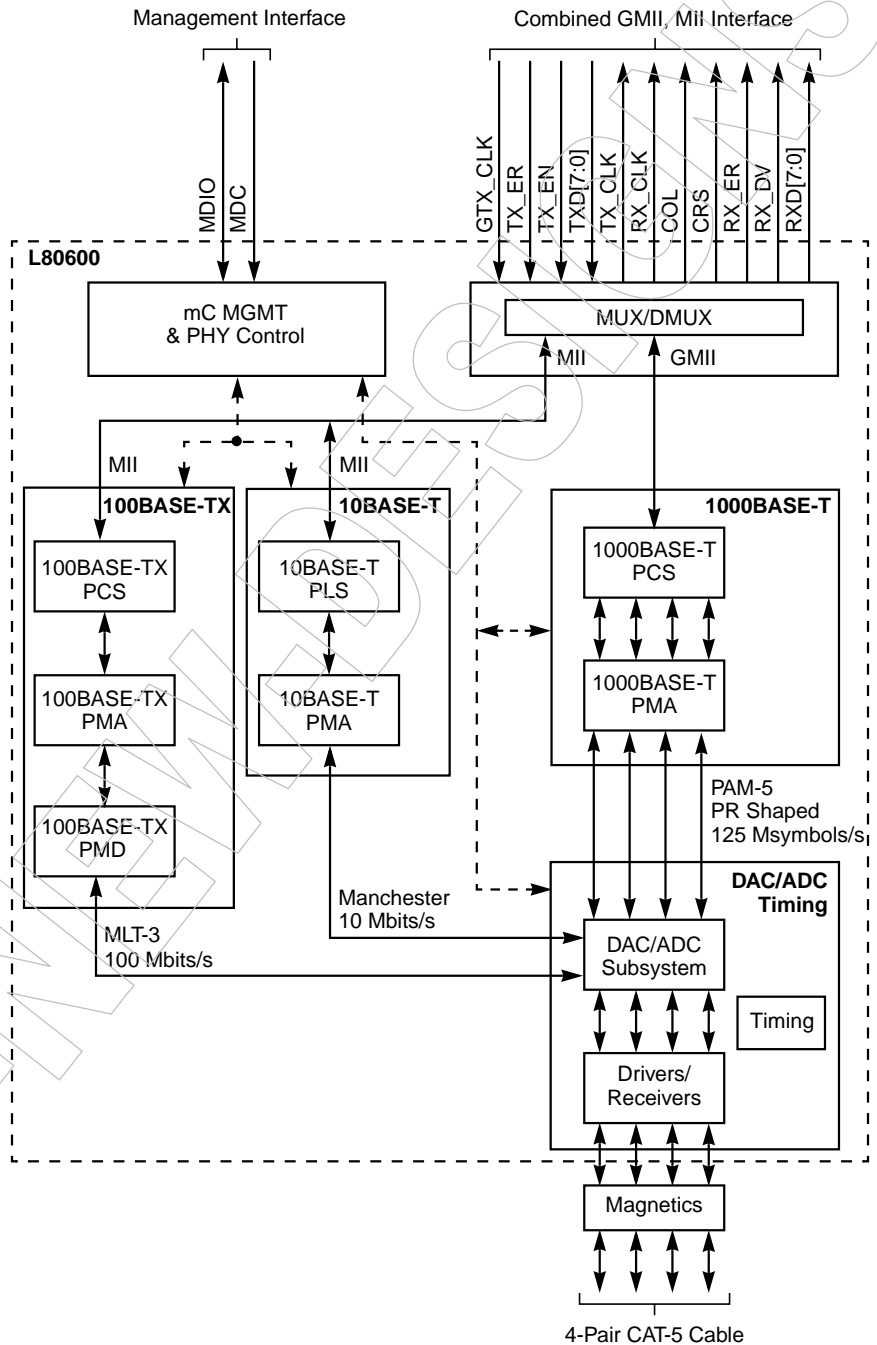 Management Interface
Combined GMII, MII Interface
MDIO
MDC
GTX_CLK
TX_ER
TX_EN
TXD[7:0]
TX_CLK
RX_CLK
COL
CRS
RX_ER
RX_DV
RXD[7:0]
L80600
mC MGMT
& PHY Control
MUX/DMUX
MII
GMII
MII
MII
100BASE-TX
10BASE-T
1000BASE-T
100BASE-TX
PCS
10BASE-T
PLS
1000BASE-T
PCS
100BASE-TX
PMA
10BASE-T
PMA
1000BASE-T
PMA
100BASE-TX
PMD
PAM-5
PR Shaped
125 Msymbols/s
Manchester
10 Mbits/s
MLT-3
100 Mbits/s
DAC/ADC
Timing
DAC/ADC
Subsystem
Timing
Drivers/
Receivers
Magnetics
4-Pair CAT-5 Cable
NEW DESIGNS